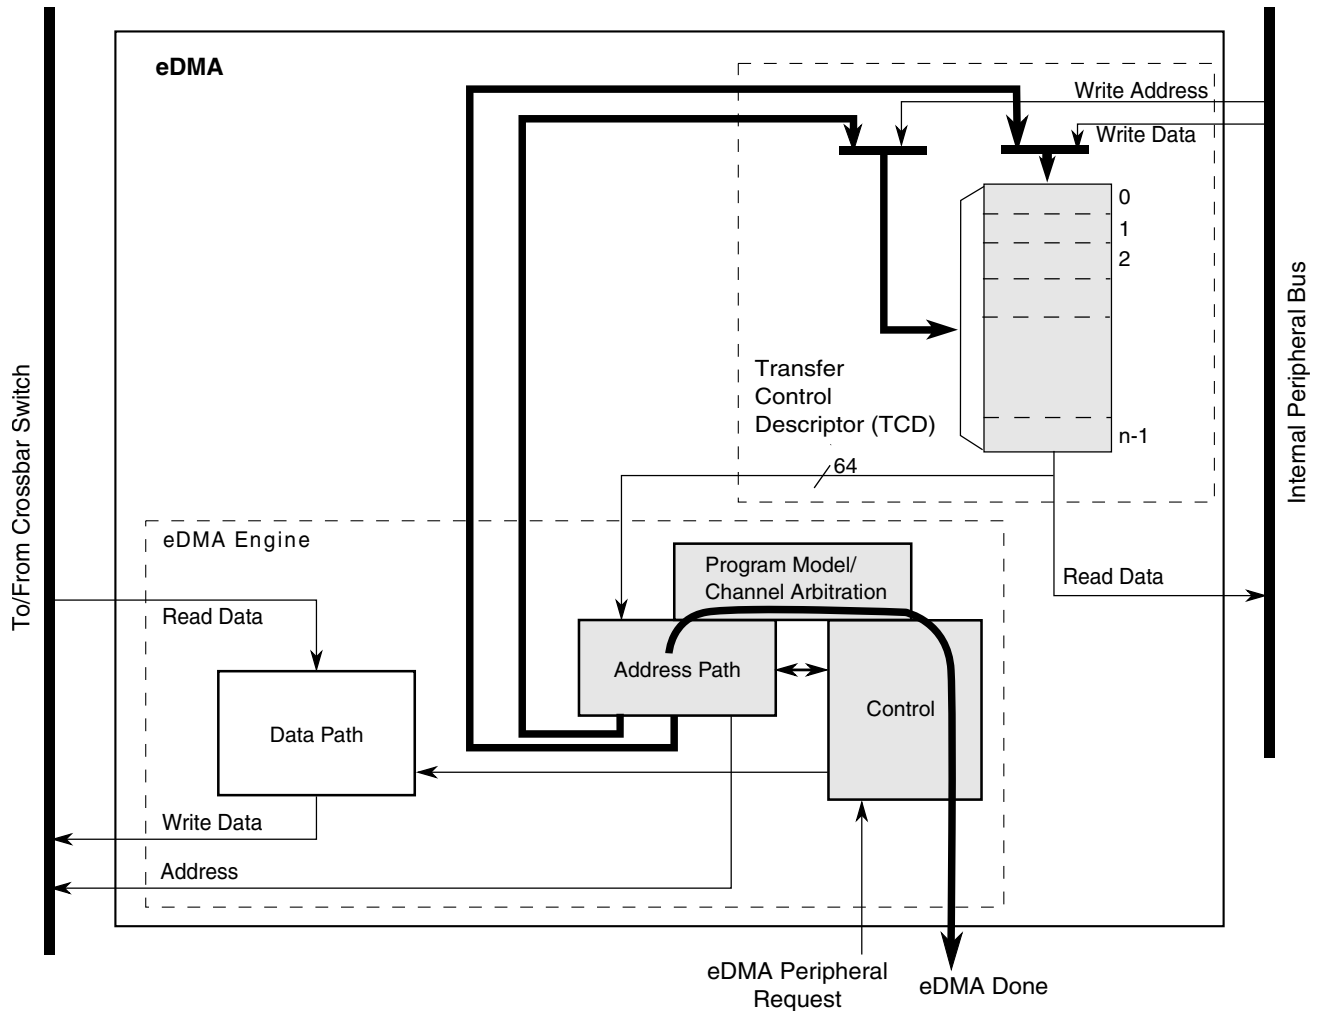 eDMA
Write Address
Write Data
0
1
2
n-1
Transfer
Control
Descriptor (TCD)
64
To/From Crossbar Switch
Internal Peripheral Bus
eDMA Engine
Program Model/
Channel Arbitration
Read Data
Read Data
Address Path
Control
Data Path
Write Data
Address
eDMA Peripheral
Request
eDMA Done